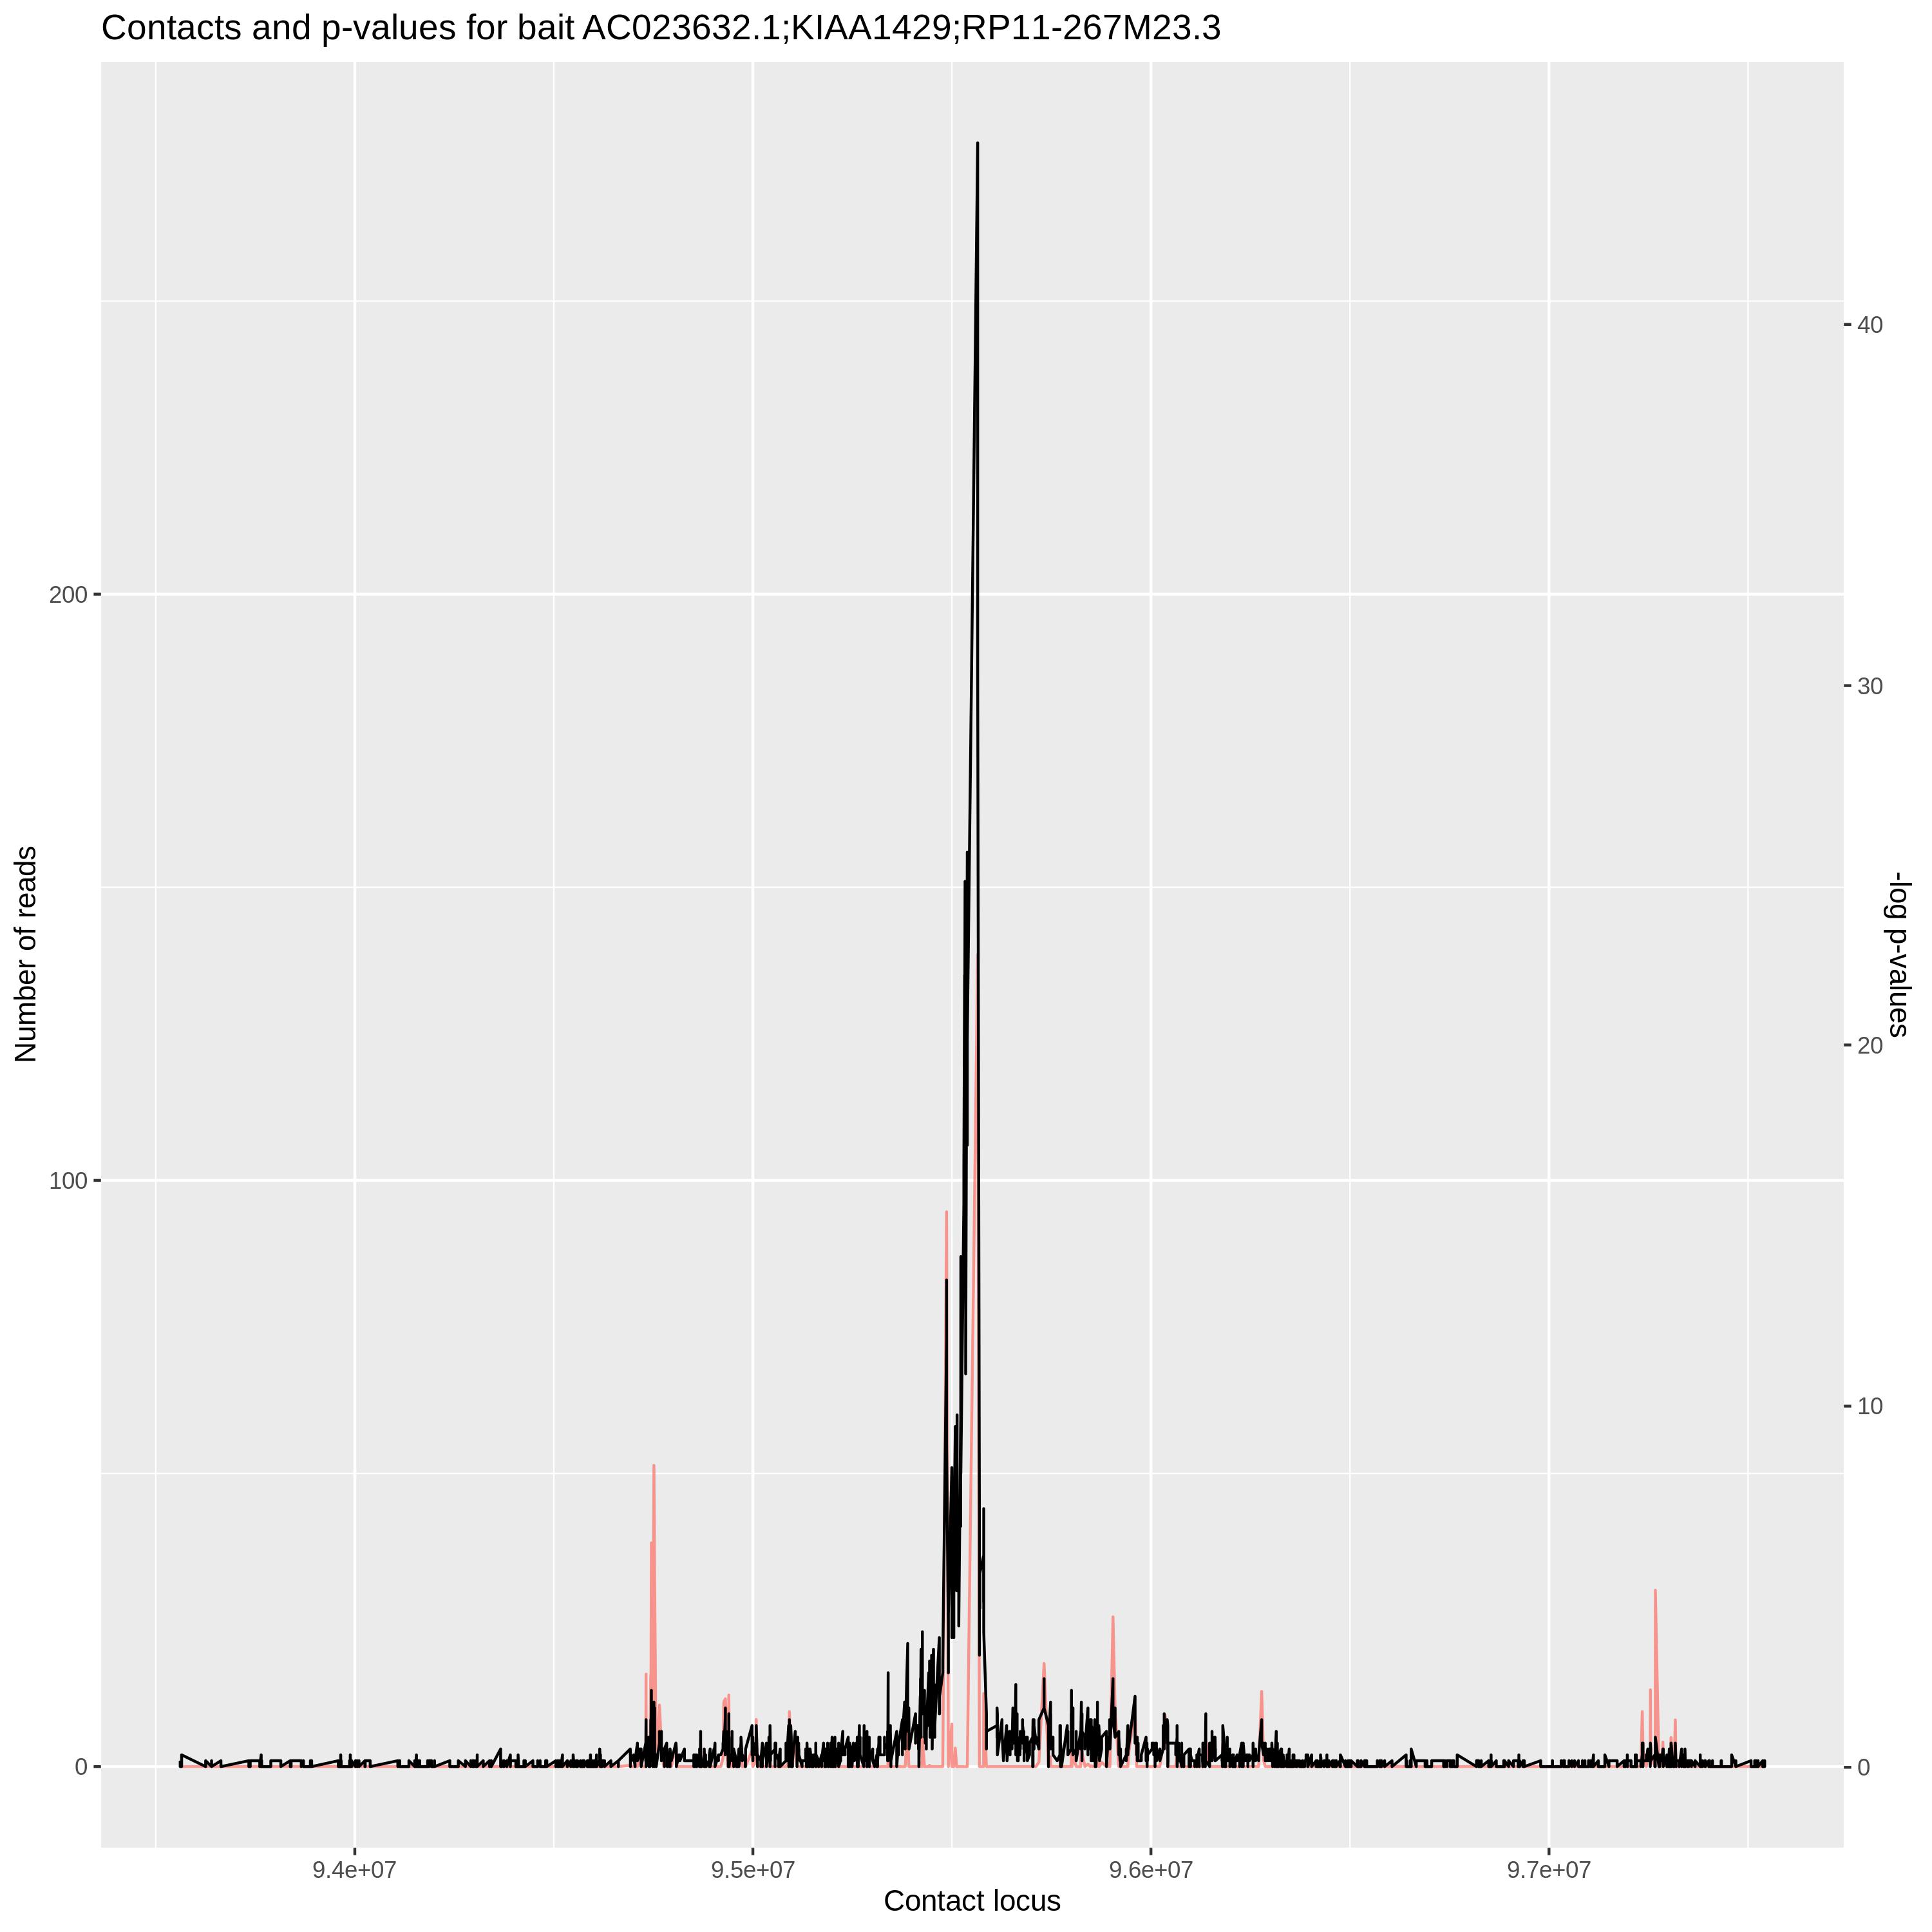 Contacts and p-values for bait AC023632.1;KIAA1429;RP11-267M23.3
Number of reads
200
100
0
40
30
20
10
0
-log p-values
9.4e+07
9.5e+07
9.6e+07
9.7e+07
Contact locus